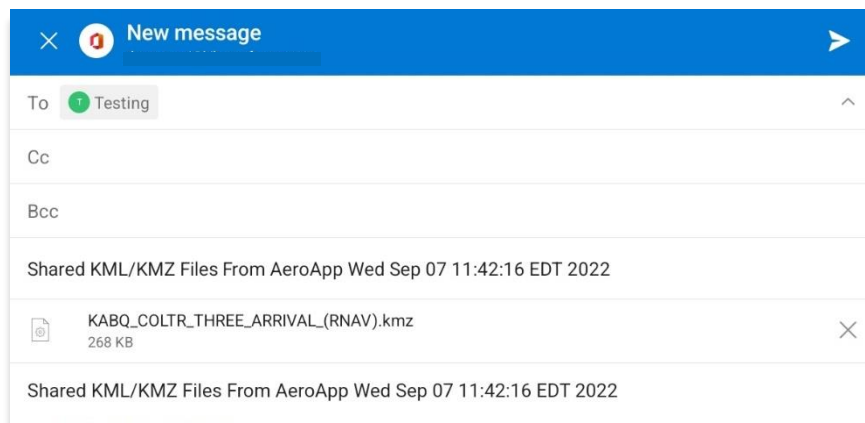 New message
To Testing
Cc
Bcc
Shared KML/KMZ Files From AeroApp Wed Sep 07 11:42:16 EDT 2022
KABQ_COLTR_THREE_ARRIVAL_(RNAV).kmz
268 KB
Shared KML/KMZ Files From AeroApp Wed Sep 07 11:42:16 EDT 2022